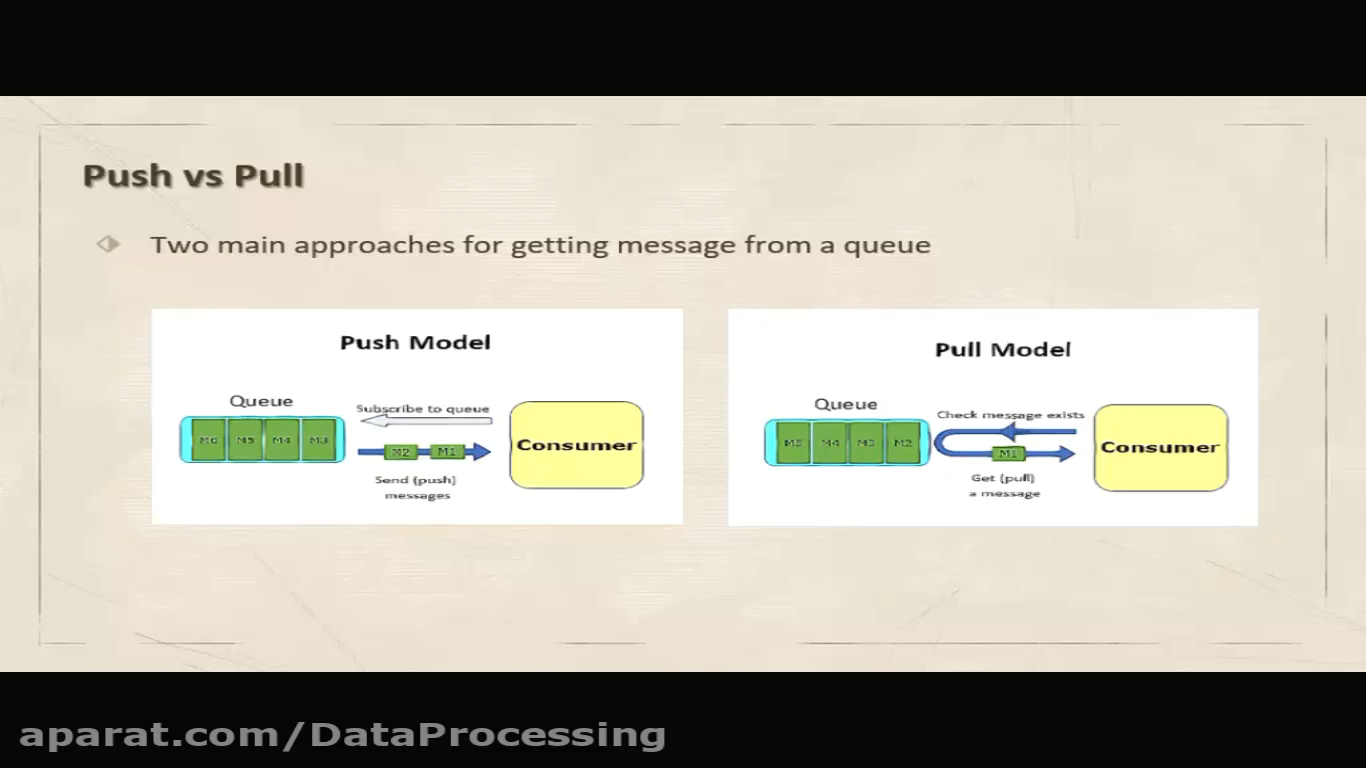 Push vs Pull
Two main approaches for getting message from a queue
Push Model
Queue
Subscribe to queue
M6 M5 M4 M3
M2 M1
Consumer
Send (push)
messages
Pull Model
Queue
Check message exists
M5 M4 M3 M2
M1
Consumer
Get (pull)
a message
aparat.com/DataProcessing